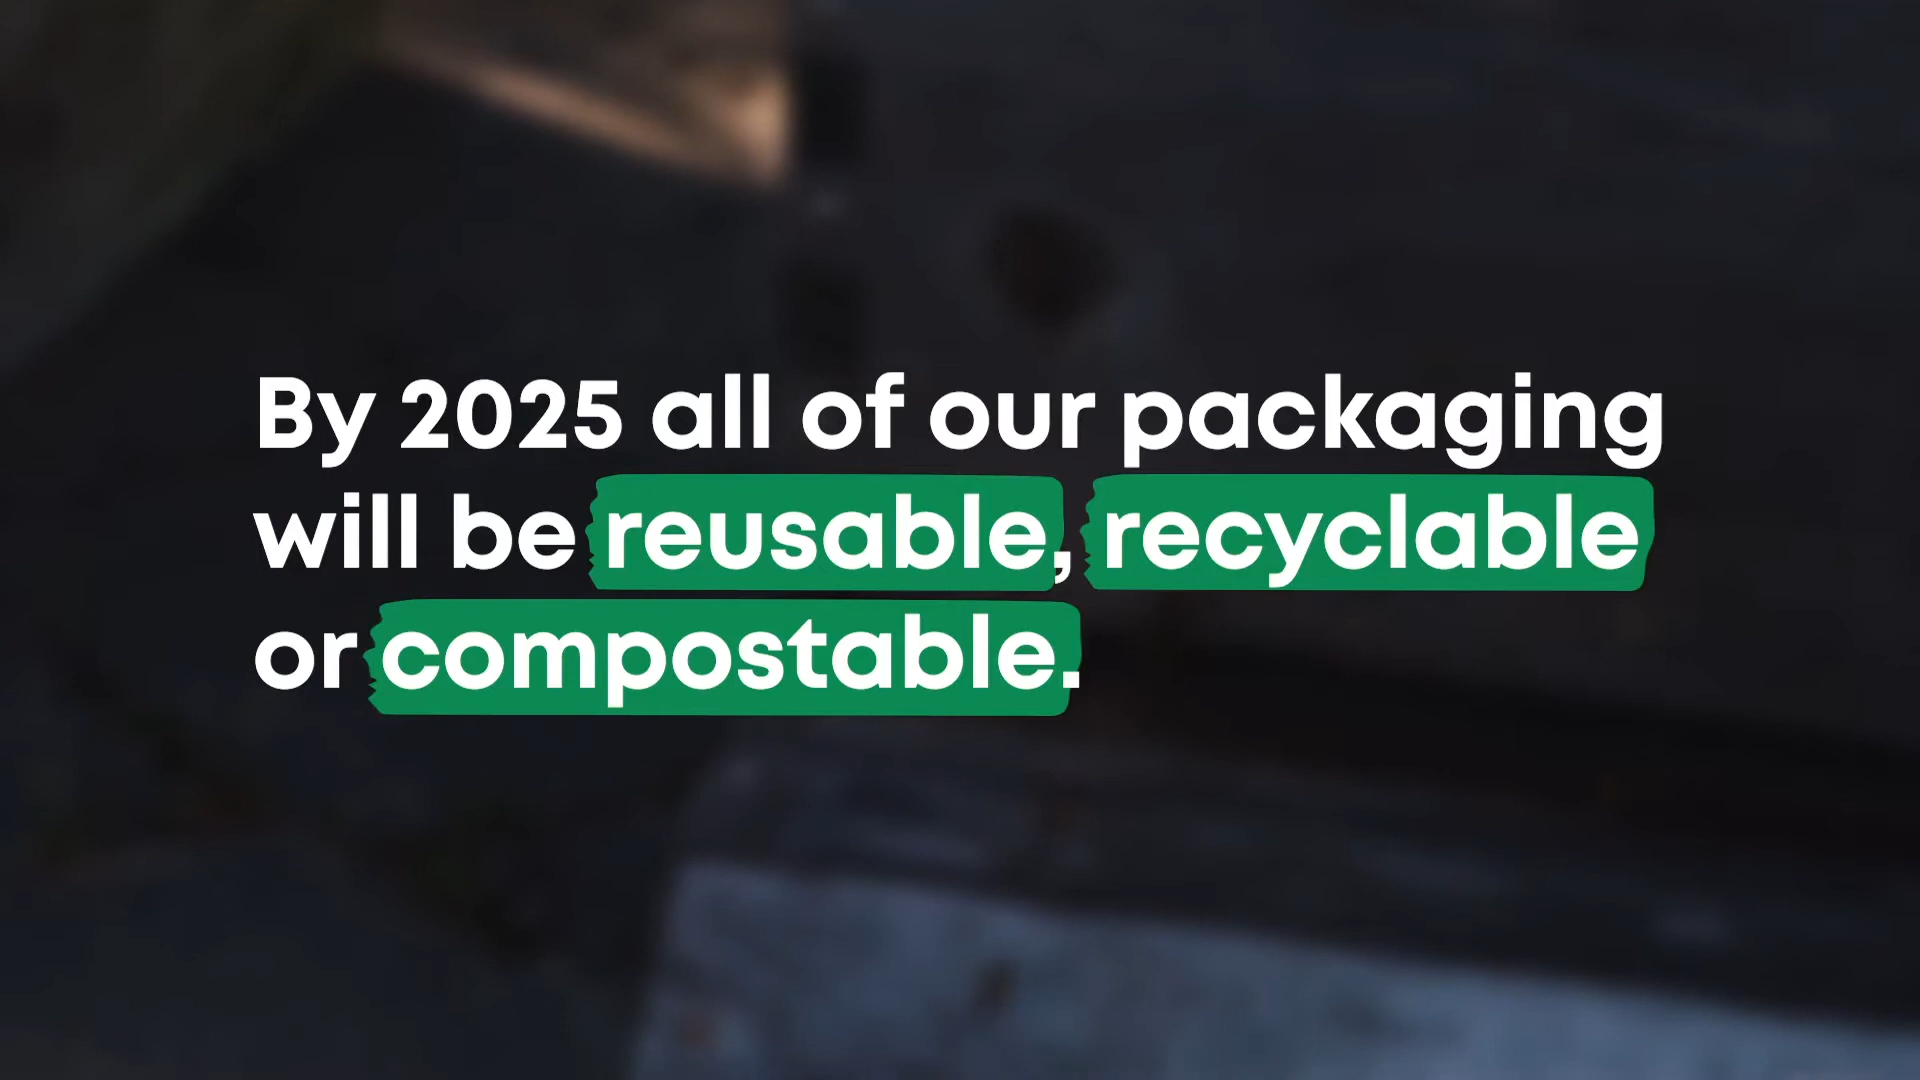 By 2025 all of our packaging
will be reusable, recyclable
or compostable.